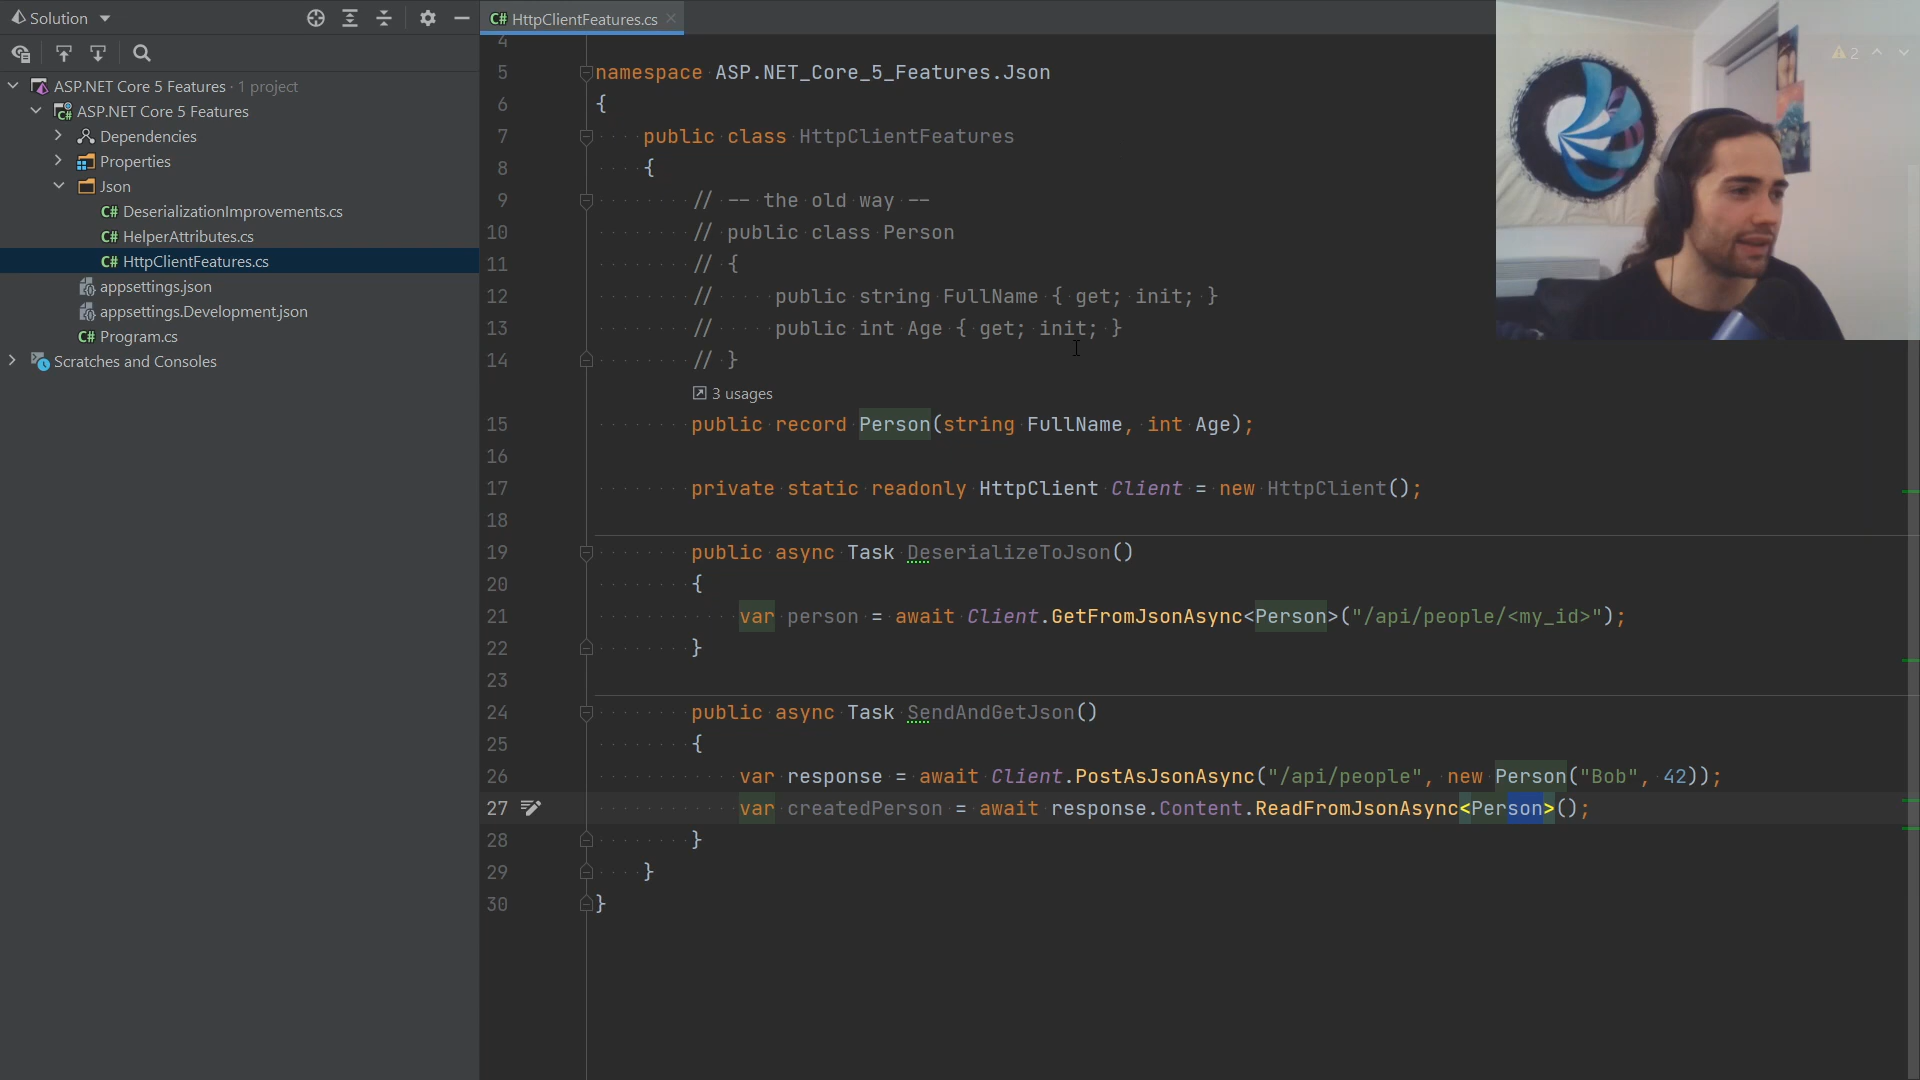 Solution
HttpClientFeatures.cs
ASP.NET Core 5 Features · 1 project
ASP.NET Core 5 Features
Dependencies
Properties
Json
C# DeserializationImprovements.cs
C# HelperAttributes.cs
C# HttpClientFeatures.cs
appsettings.json
appsettings.Development.json
C# Program.cs
Scratches and Consoles
C# HttpClientFeatures.cs
2
4
5 namespace ASP.NET_Core_5_Features.Json
6 {
7 public class HttpClientFeatures
8 {
9 // -- the old way --
10 // public class Person
11 // {
12 // public string FullName { get; init; }
13 // public int Age { get; init; }
14 // }
3 usages
15 public record Person(string FullName, int Age);
16
17 private static readonly HttpClient Client = new HttpClient();
18
19 public async Task DeserializeToJson()
20 {
21 var person = await Client.GetFromJsonAsync<Person>("/api/people/<my_id>");
22 }
23
24 public async Task SendAndGetJson()
25 {
26 var response = await Client.PostAsJsonAsync("/api/people", new Person("Bob", 42));
27 var createdPerson = await response.Content.ReadFromJsonAsync<Person>();
28 }
29 }
30 }